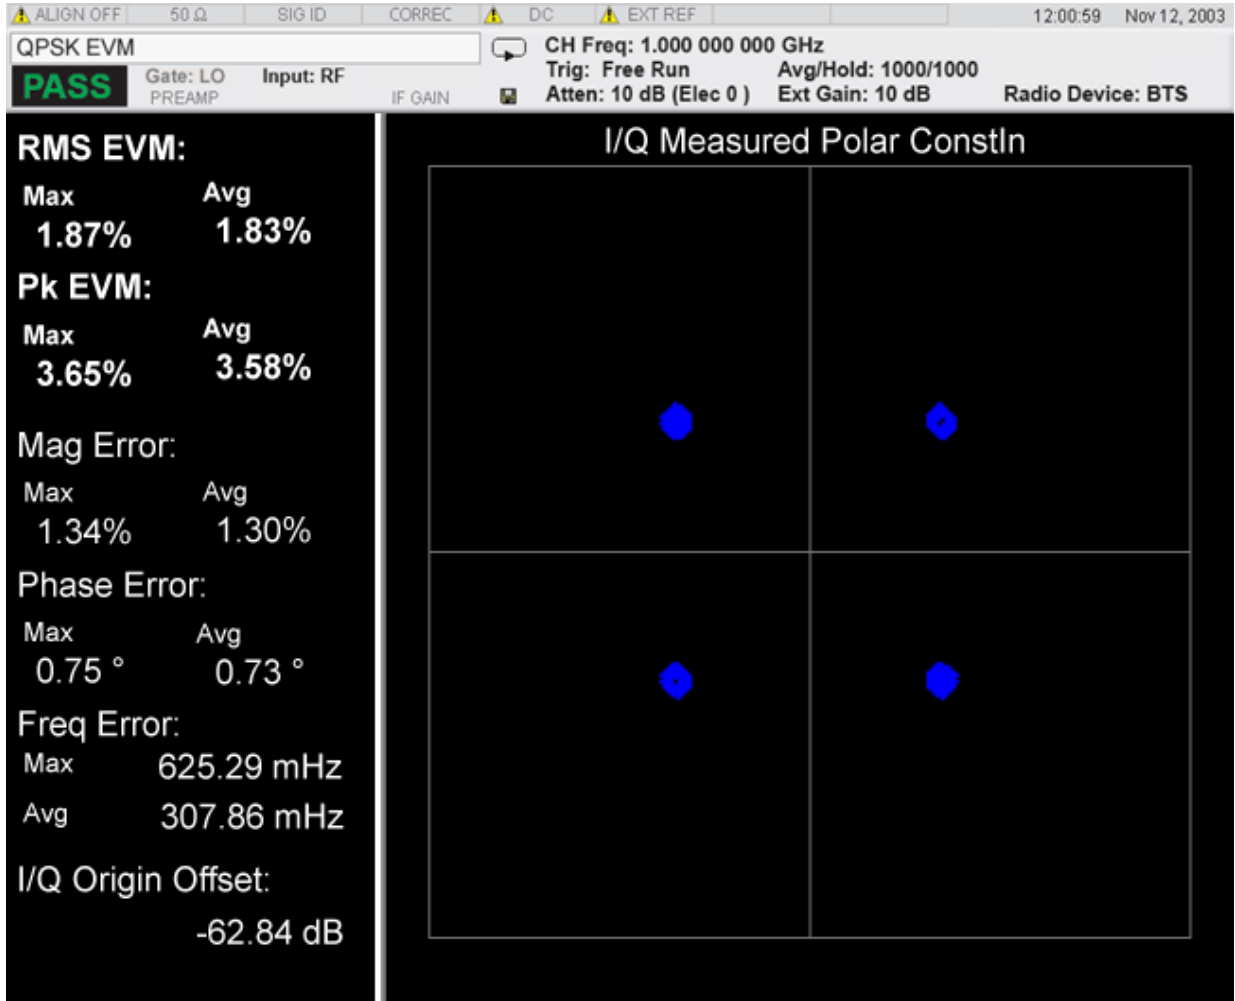 ALIGN OFF 50 Ω SIG ID CORREC DC EXT REF 12:00:59 Nov 12, 2003
QPSK EVM
PASS
Gate: LO Input: RF
PREAMP IF GAIN
CH Freq: 1.000 000 000 GHz
Trig: Free Run Avg/Hold: 1000/1000
Atten: 10 dB (Elec 0 ) Ext Gain: 10 dB Radio Device: BTS
RMS EVM:
Max Avg
1.87% 1.83%
Pk EVM:
Max Avg
3.65% 3.58%
Mag Error:
Max Avg
1.34% 1.30%
Phase Error:
Max Avg
0.75 ° 0.73 °
Freq Error:
Max 625.29 mHz
Avg 307.86 mHz
I/Q Origin Offset:
-62.84 dB
I/Q Measured Polar Constln